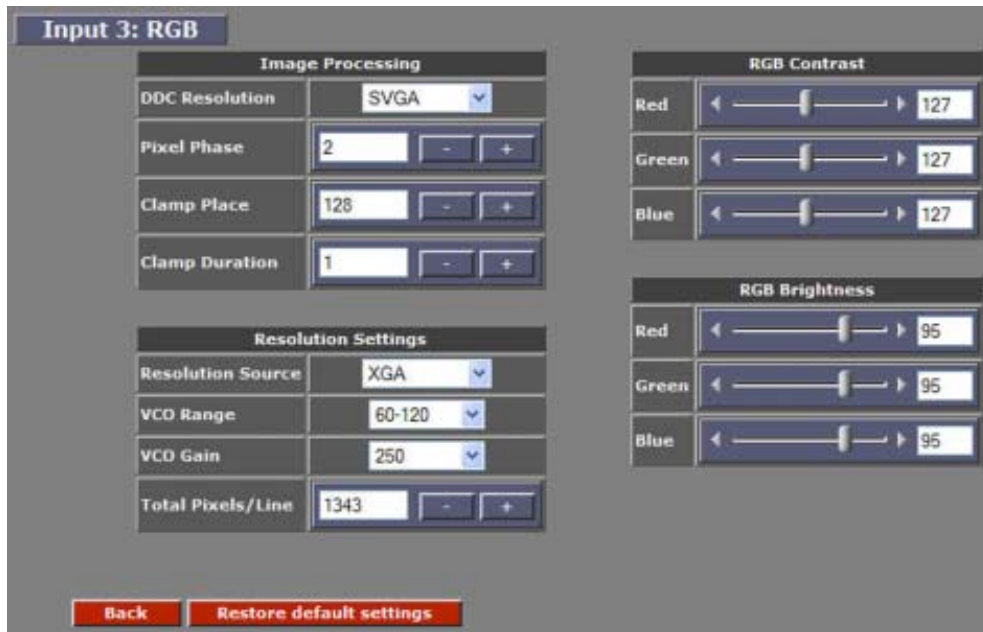 Input 3: RGB
Image Processing
DDC Resolution SVGA
Pixel Phase 2 - +
Clamp Place 128 - +
Clamp Duration 1 - +
Resolution Settings
Resolution Source XGA
VCO Range 60-120
VCO Gain 250
Total Pixels/Line 1343 - +
RGB Contrast
Red 127
Green 127
Blue 127
RGB Brightness
Red 95
Green 95
Blue 95
Back Restore default settings